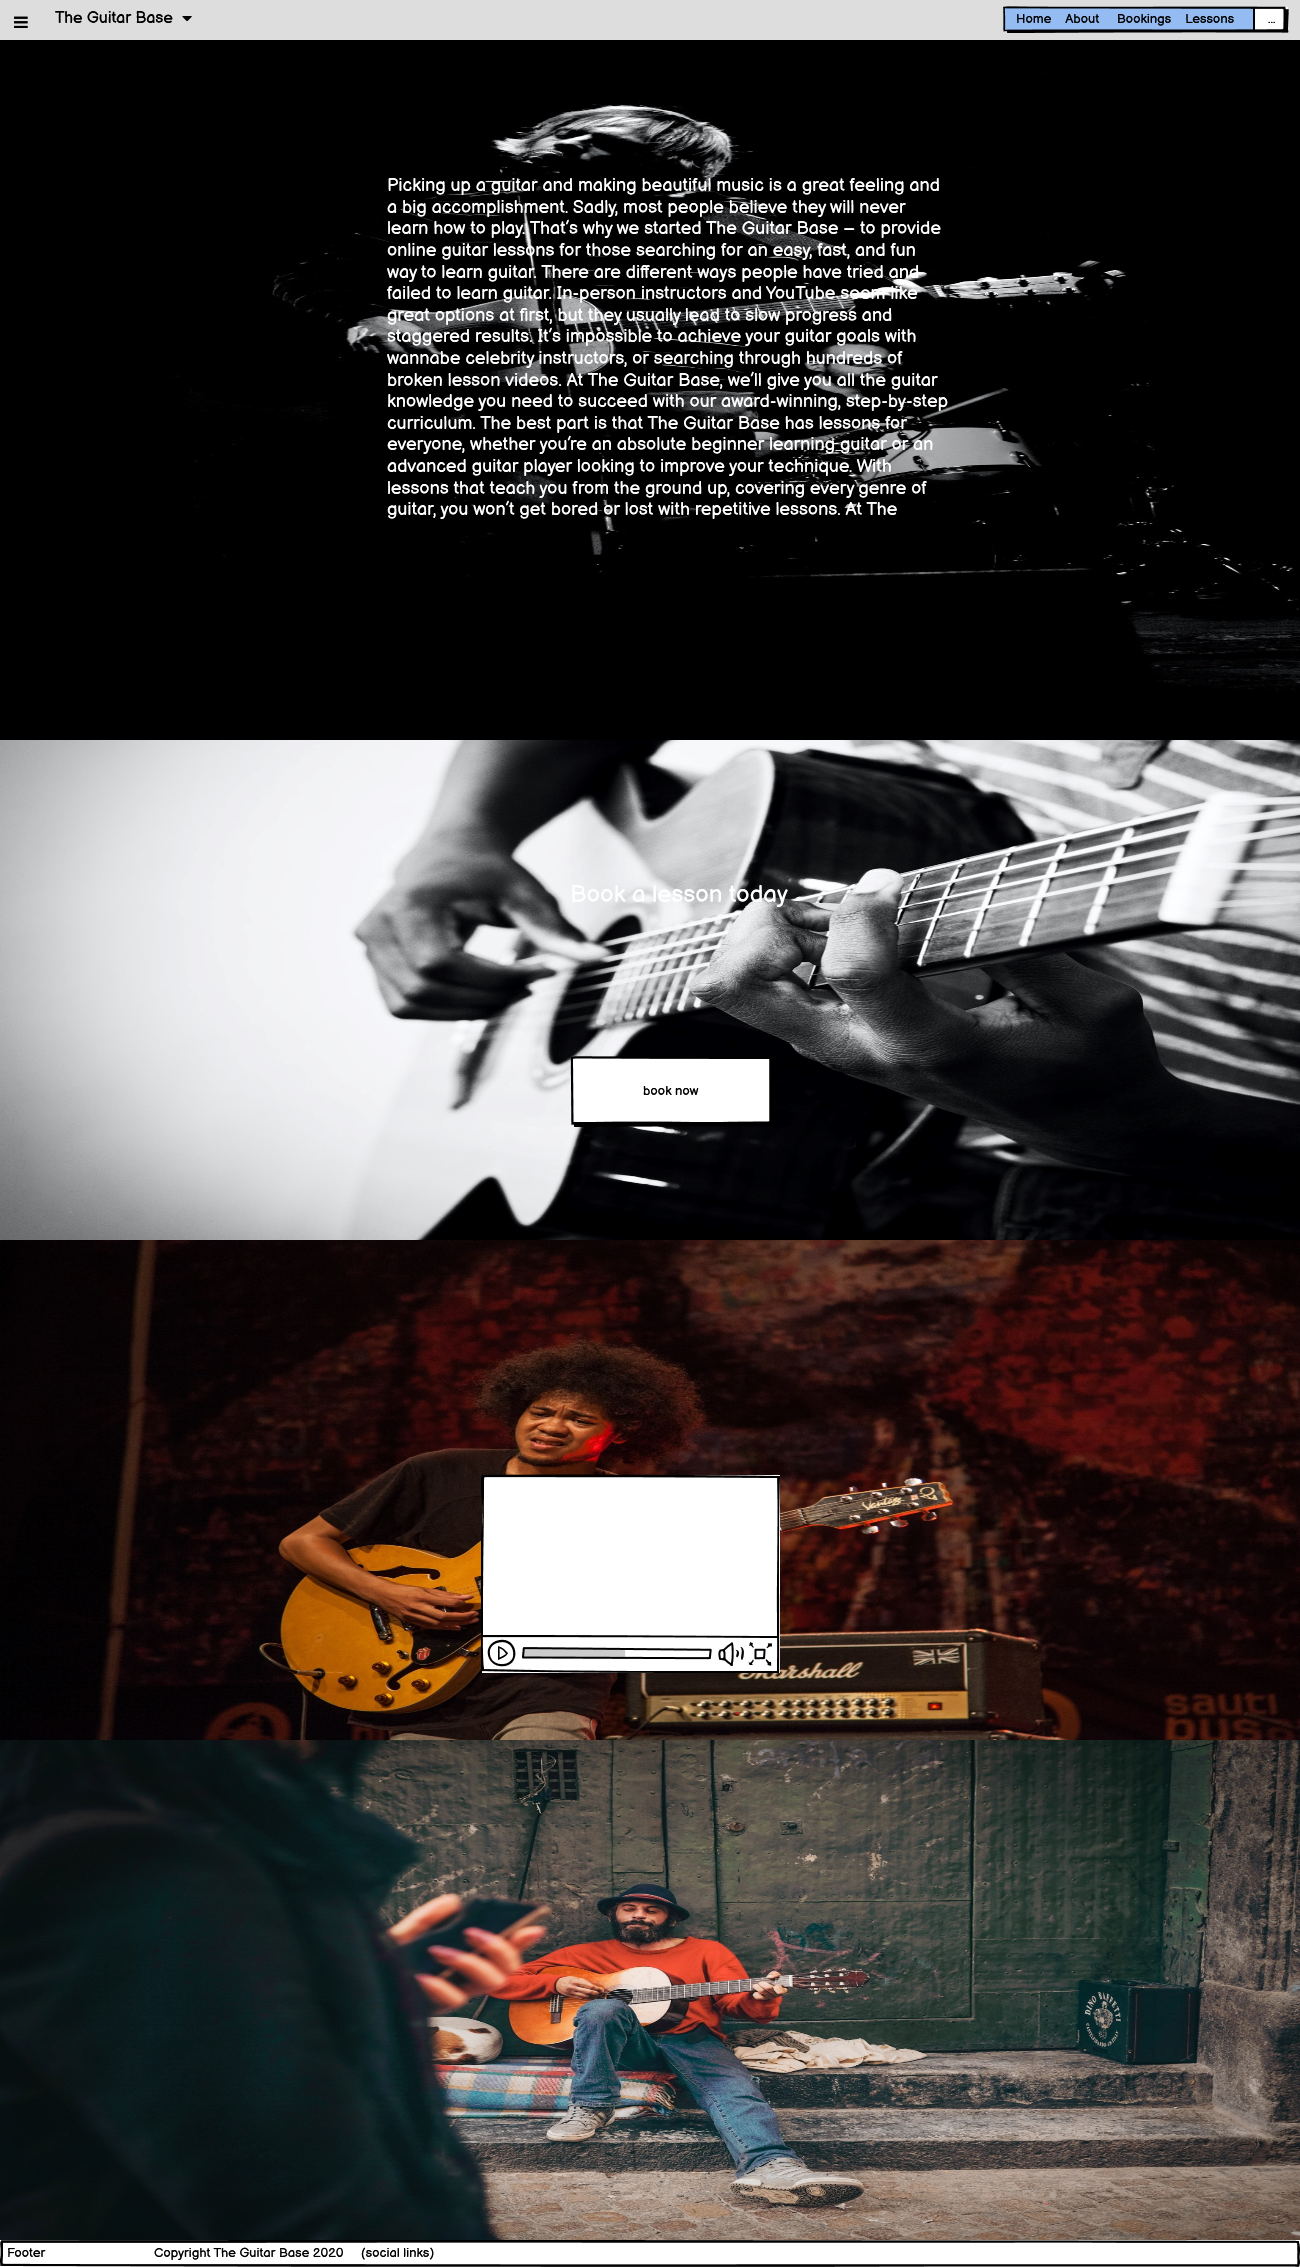 The Guitar Base
Home About Bookings Lessons ...
Picking up a guitar and making beautiful music is a great feeling and
a big accomplishment. Sadly, most people believe they will never
learn how to play. That's why we started The Guitar Base – to provide
online guitar lessons for those searching for an easy, fast, and fun
way to learn guitar. There are different ways people have tried and
failed to learn guitar. In-person instructors and YouTube seem like
great options at first, but they usually lead to slow progress and
staggered results. It's impossible to achieve your guitar goals with
wannabe celebrity instructors, or searching through hundreds of
broken lesson videos. At The Guitar Base, we'll give you all the guitar
knowledge you need to succeed with our award-winning, step-by-step
curriculum. The best part is that The Guitar Base has lessons for
everyone, whether you're an absolute beginner learning guitar or an
advanced guitar player looking to improve your technique. With
lessons that teach you from the ground up, covering every genre of
guitar, you won't get bored or lost with repetitive lessons. At The
Book a lesson today
book now
Marshall
sauti
Footer Copyright The Guitar Base 2020 (social links)